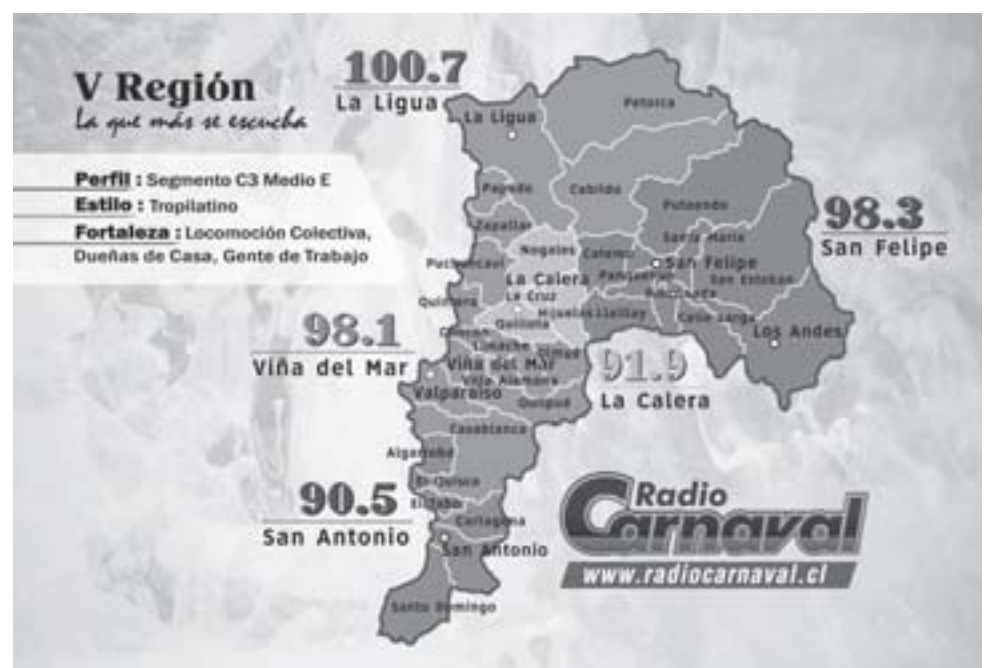 V Región
La que más se escucha
Perfil : Segmento C3 Medio E
Estilo : Tropilatino
Fortaleza : Locomoción Colectiva,
Dueñas de Casa, Gente de Trabajo
100.7
La Ligua
98.3
San Felipe
98.1
Viña del Mar
91.9
La Calera
90.5
San Antonio
La Ligua
Petorca
Papudo
Cabildo
Zapallar
Putaendo
Santa María
Nogales
Catemu
San Felipe
Puchuncaví
La Calera
Panquehue
San Esteban
La Cruz
Rinconada
Quintero
Hijuelas
Llaillay
Calle Larga
Quillota
Los Andes
Limache
Olmué
Viña del Mar
Villa Alemana
Valparaíso
Quilpué
Casablanca
Algarrobo
El Quisco
El Tabo
Cartagena
San Antonio
Santo Domingo
Radio
Carnaval
www.radiocarnaval.cl